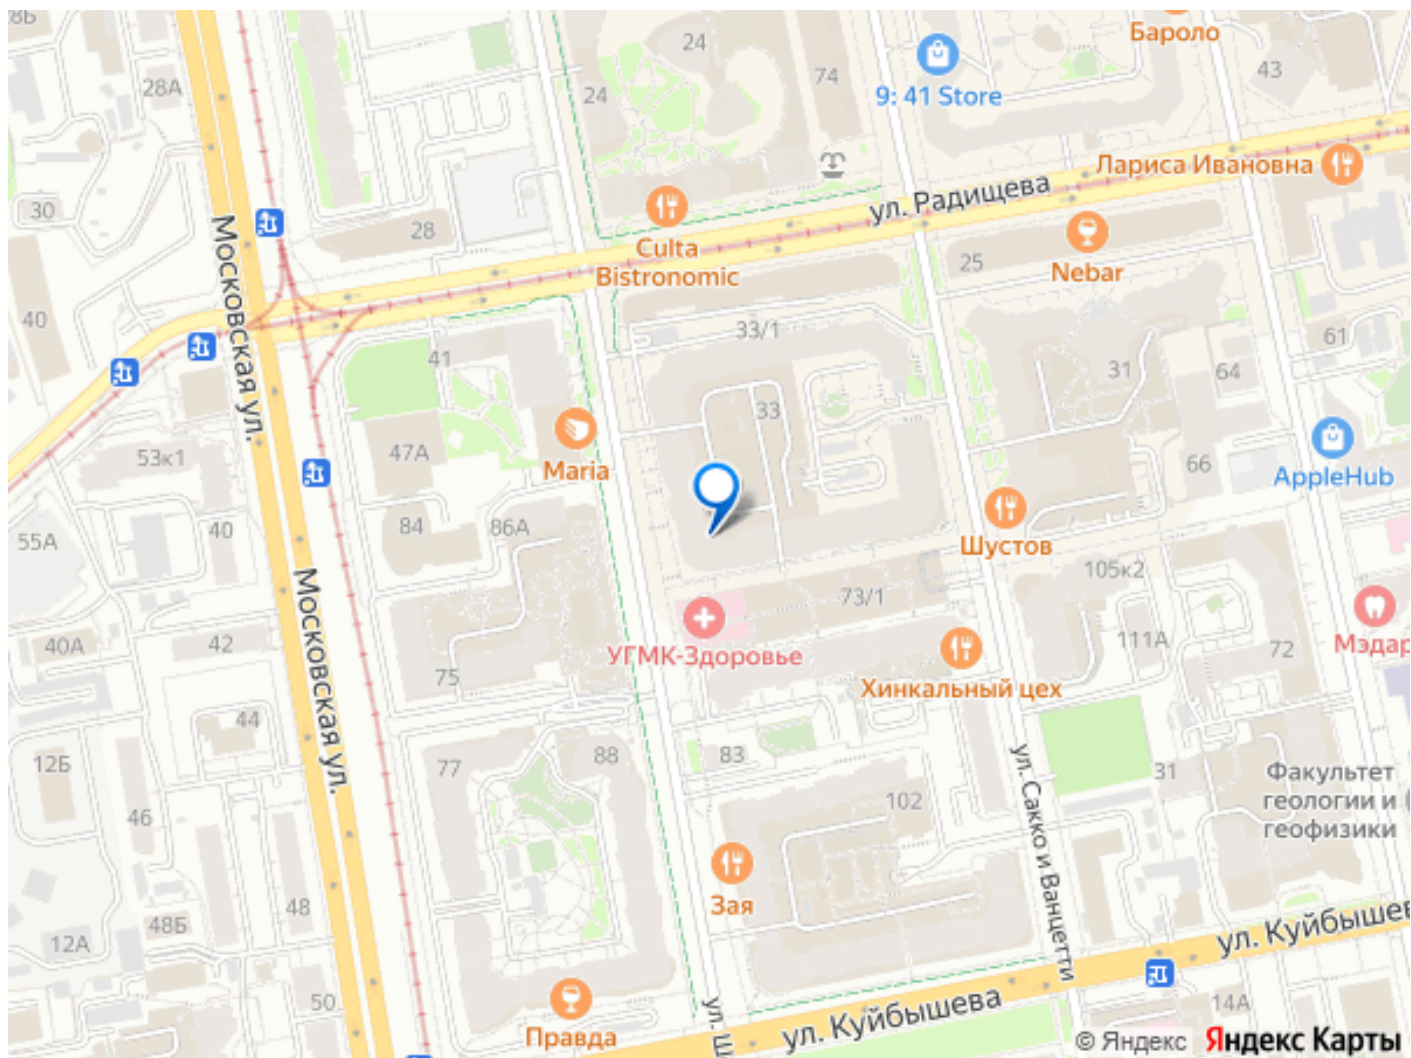 8Б
28А
24
24
74
9: 41 Store
Бароло
43
Лариса Ивановна
ул. Радищева
30
28
Culta
Bistronomic
25
Nebar
Московская ул.
40
41
33/1
61
31
64
33
47А
Maria
53к1
66
AppleHub
55А
40
84
86А
Шустов
105к2
73/1
Московская ул.
40А
42
УГМК-Здоровье
111А
72
Мэдар
75
Хинкальный цех
44
12Б
77
88
83
31
Факультет
геологии и
геофизики
ул. Сакко и Ванцетти
46
102
48
48Б
12А
Зая
ул. Куйбышев
50
Правда
ул. Ш
ул. Куйбышева
14А
© Яндекс Яндекс Карты